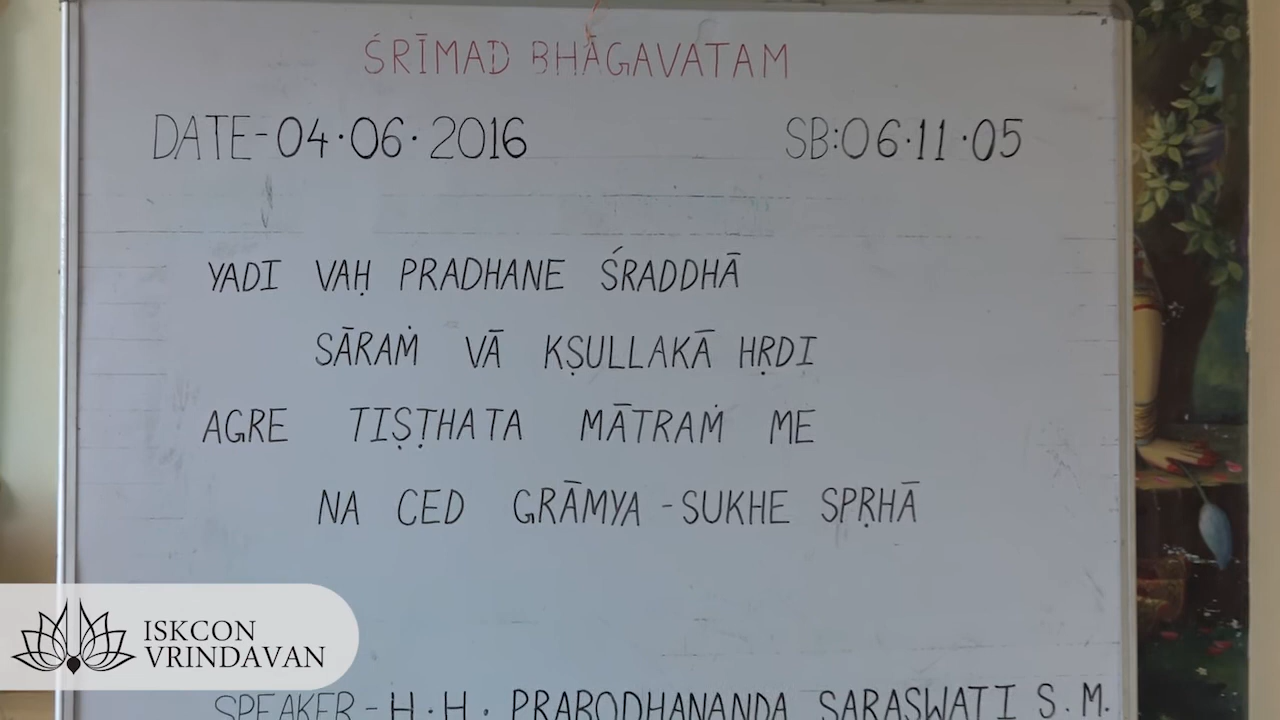 ŚRĪMAD BHĀGAVATAM
DATE-04.06.2016 SB:06.11.05
YADI VAḤ PRADHANE ŚRADDHĀ
SĀRAṀ VĀ KṢULLAKĀ HṚDI
AGRE TIṢṬHATA MĀTRAṀ ME
NA CED GRĀMYA-SUKHE SPṚHĀ
SPEAKER-H.H. PRABODHANANDA SARASWATI S.M.
ISKCON
VRINDAVAN